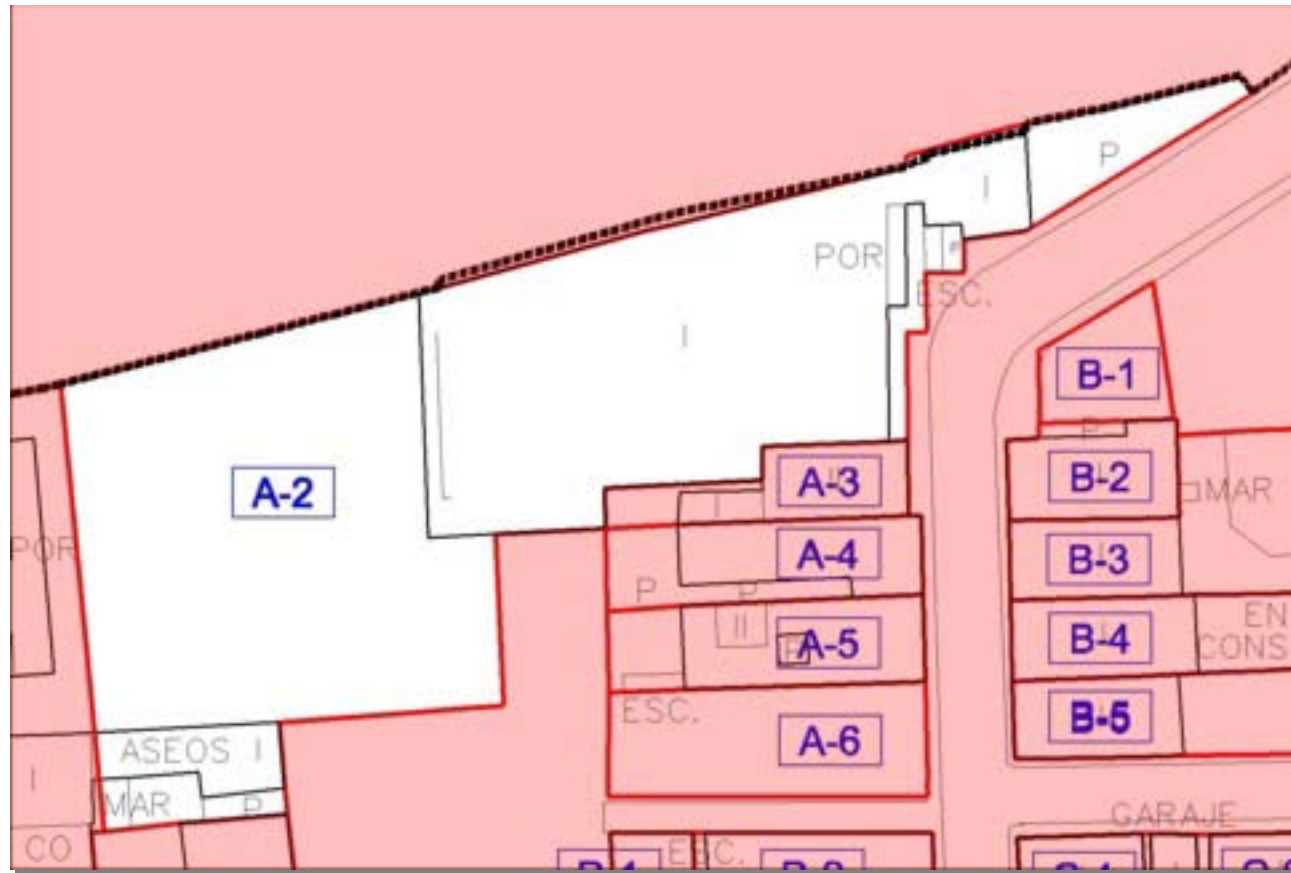 P
I
POR
ESC.
I
B-1
P
A-2
A-3
I
I
B-2
I
MAR
POR
A-4
B-3
I
P
P
II
A-5
B-4
I
EN
CONS
ESC.
A-6
B-5
ASEOS I
I
MAR
P
GARAJE
CO
ESC.